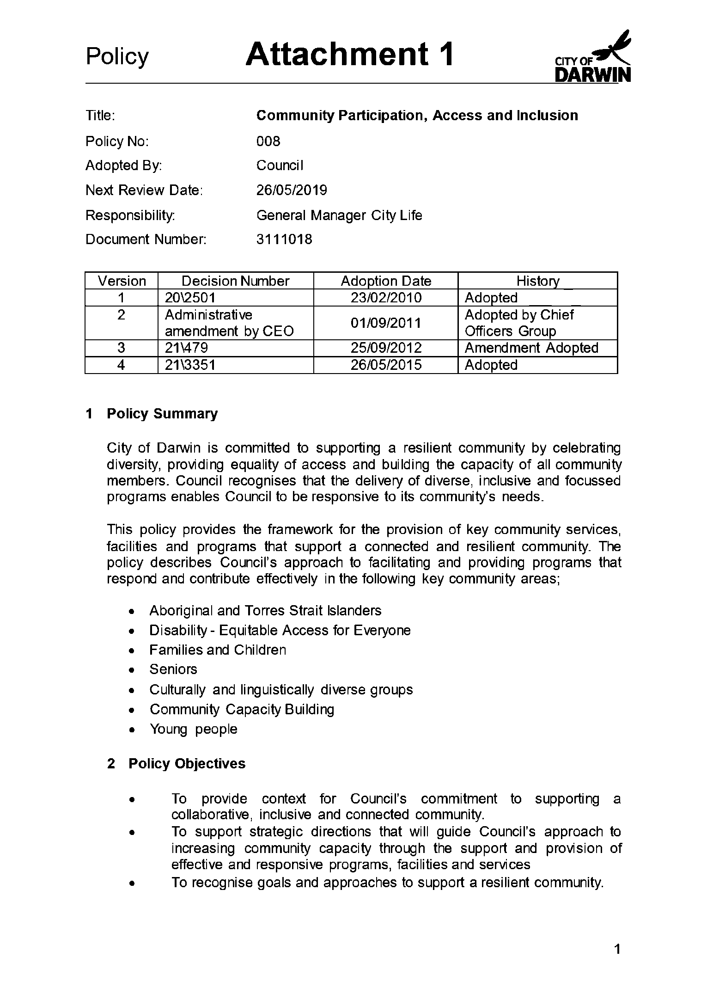 Policy
Attachment 1
CITY OF
DARWIN
Title: Community Participation, Access and Inclusion
Policy No: 008
Adopted By: Council
Next Review Date: 26/05/2019
Responsibility: General Manager City Life
Document Number: 3111018
Version Decision Number Adoption Date History
1 20\2501 23/02/2010 Adopted
2 Administrative amendment by CEO 01/09/2011 Adopted by Chief Officers Group
3 21\479 25/09/2012 Amendment Adopted
4 21\3351 26/05/2015 Adopted
1 Policy Summary
City of Darwin is committed to supporting a resilient community by celebrating
diversity, providing equality of access and building the capacity of all community
members. Council recognises that the delivery of diverse, inclusive and focussed
programs enables Council to be responsive to its community's needs.
This policy provides the framework for the provision of key community services,
facilities and programs that support a connected and resilient community. The
policy describes Council's approach to facilitating and providing programs that
respond and contribute effectively in the following key community areas;
• Aboriginal and Torres Strait Islanders
• Disability - Equitable Access for Everyone
• Families and Children
• Seniors
• Culturally and linguistically diverse groups
• Community Capacity Building
• Young people
2 Policy Objectives
• To provide context for Council's commitment to supporting a
collaborative, inclusive and connected community.
• To support strategic directions that will guide Council's approach to
increasing community capacity through the support and provision of
effective and responsive programs, facilities and services
• To recognise goals and approaches to support a resilient community.
1